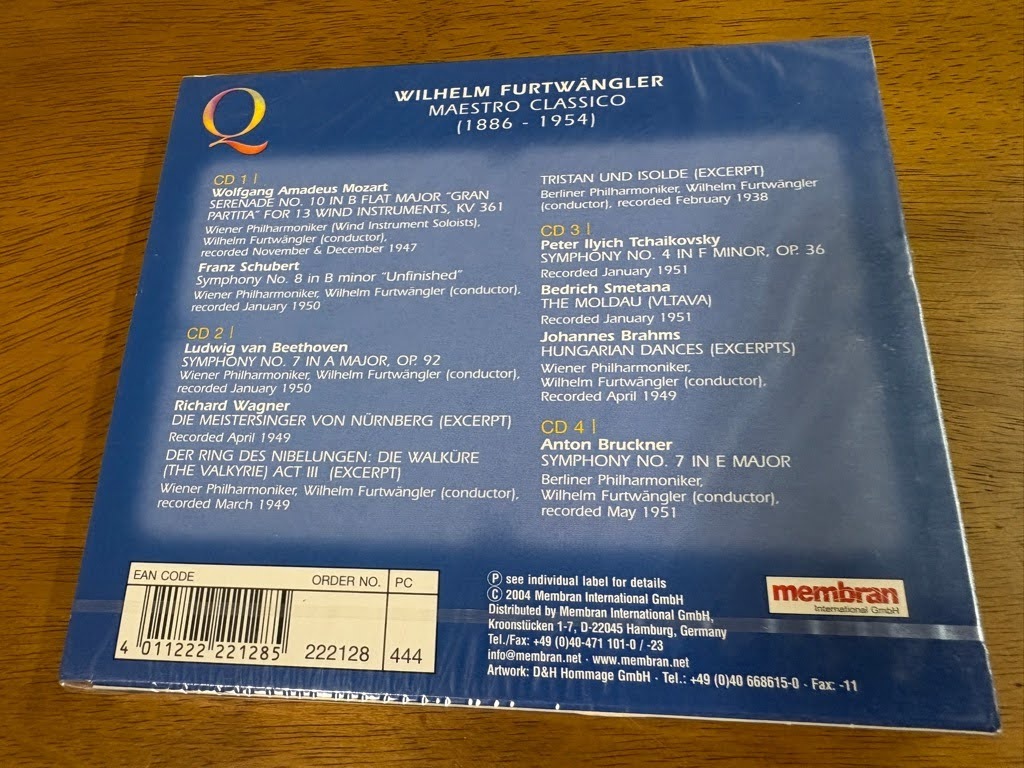 Q
WILHELM FURTWÄNGLER
MAESTRO CLASSICO
(1886 - 1954)
CD 1 |
Wolfgang Amadeus Mozart
SERENADE NO. 10 IN B FLAT MAJOR "GRAN
PARTITA" FOR 13 WIND INSTRUMENTS, KV 361
Wiener Philharmoniker (Wind Instrument Soloists),
Wilhelm Furtwängler (conductor),
recorded November & December 1947
Franz Schubert
Symphony No. 8 in B minor "Unfinished"
Wiener Philharmoniker, Wilhelm Furtwängler (conductor),
recorded January 1950
CD 2 |
Ludwig van Beethoven
SYMPHONY NO. 7 IN A MAJOR, OP. 92
Wiener Philharmoniker, Wilhelm Furtwängler (conductor),
recorded January 1950
Richard Wagner
DIE MEISTERSINGER VON NÜRNBERG (EXCERPT)
Recorded April 1949
DER RING DES NIBELUNGEN: DIE WALKÜRE
(THE VALKYRIE) ACT III (EXCERPT)
Wiener Philharmoniker, Wilhelm Furtwängler (conductor),
recorded March 1949
TRISTAN UND ISOLDE (EXCERPT)
Berliner Philharmoniker, Wilhelm Furtwängler
(conductor), recorded February 1938
CD 3 |
Peter Ilyich Tchaikovsky
SYMPHONY NO. 4 IN F MINOR, OP. 36
Recorded January 1951
Bedrich Smetana
THE MOLDAU (VLTAVA)
Recorded January 1951
Johannes Brahms
HUNGARIAN DANCES (EXCERPTS)
Wiener Philharmoniker,
Wilhelm Furtwängler (conductor),
Recorded April 1949
CD 4 |
Anton Bruckner
SYMPHONY NO. 7 IN E MAJOR
Berliner Philharmoniker,
Wilhelm Furtwängler (conductor),
recorded May 1951
EAN CODE ORDER NO. PC
4 011222 221285 222128 444
Ⓟ see individual label for details
Ⓒ 2004 Membran International GmbH
Distributed by Membran International GmbH,
Kroonstücken 1-7, D-22045 Hamburg, Germany
Tel./Fax: +49 (0)40-471 101-0 / -23
info@membran.net · www.membran.net
Artwork: D&H Hommage GmbH · Tel.: +49 (0)40 668615-0 · Fax: -11
membran
International GmbH